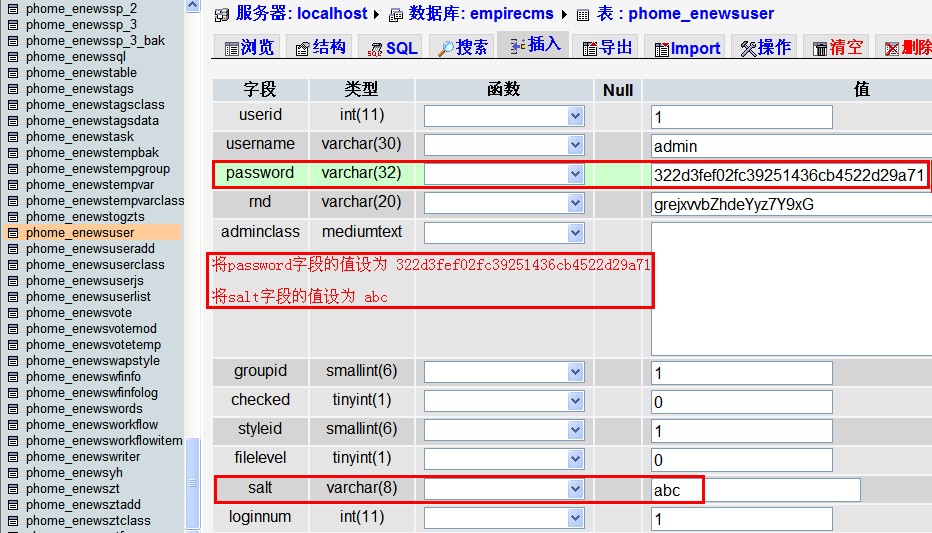 phome_enewssp_2
phome_enewssp_3
phome_enewssp_3_bak
phome_enewssql
phome_enewstable
phome_enewstags
phome_enewstagsclass
phome_enewstagsdata
phome_enewstask
phome_enewstempbak
phome_enewstempgroup
phome_enewstempvar
phome_enewstempvarclass
phome_enewstogzts
phome_enewsuser
phome_enewsuseradd
phome_enewsuserclass
phome_enewsuserjs
phome_enewsuserlist
phome_enewsvote
phome_enewsvotemod
phome_enewsvotetemp
phome_enewswapstyle
phome_enewswfinfo
phome_enewswfinfolog
phome_enewswords
phome_enewsworkflow
phome_enewsworkflowitem
phome_enewswriter
phome_enewsyh
phome_enewszt
phome_enewsztadd
phome_enewsztclass
服务器: localhost 数据库: empirecms 表 : phome_enewsuser
浏览 结构 SQL 搜索 插入 导出 Import 操作 清空 删除
字段 类型 函数 Null 值
userid int(11) 1
username varchar(30) admin
password varchar(32) 322d3fef02fc39251436cb4522d29a71
rnd varchar(20) grejxvvbZhdeYyz7Y9xG
adminclass mediumtext
将password字段的值设为 322d3fef02fc39251436cb4522d29a71
将salt字段的值设为 abc
groupid smallint(6) 1
checked tinyint(1) 0
styleid smallint(6) 1
filelevel tinyint(1) 0
salt varchar(8) abc
loginnum int(11) 1